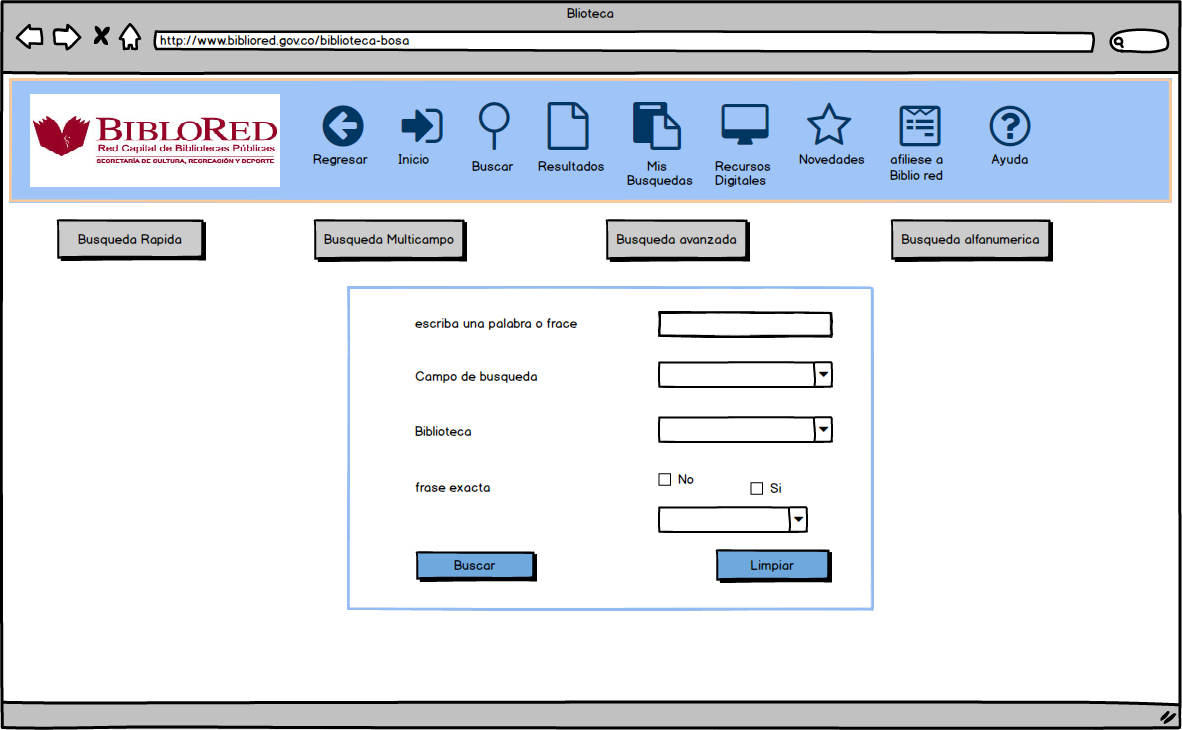 Blioteca
http://www.bibliored.gov.co/biblioteca-bosa
BIBLORED
Red Capital de Bibliotecas Públicas
SECRETARÍA DE CULTURA, RECREACIÓN Y DEPORTE
Regresar
Inicio
Buscar
Resultados
Mis
Busquedas
Recursos
Digitales
Novedades
afíliese a
Biblio red
Ayuda
Busqueda Rapida
Busqueda Multicampo
Busqueda avanzada
Busqueda alfanumerica
escriba una palabra o frace
Campo de busqueda
Biblioteca
frase exacta
No
Si
Buscar
Limpiar